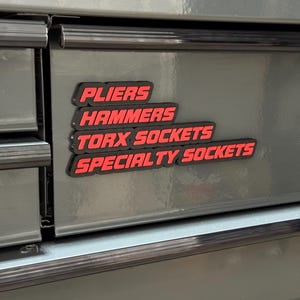 PLIERS
HAMMERS
TORX SOCKETS
SPECIALTY SOCKETS